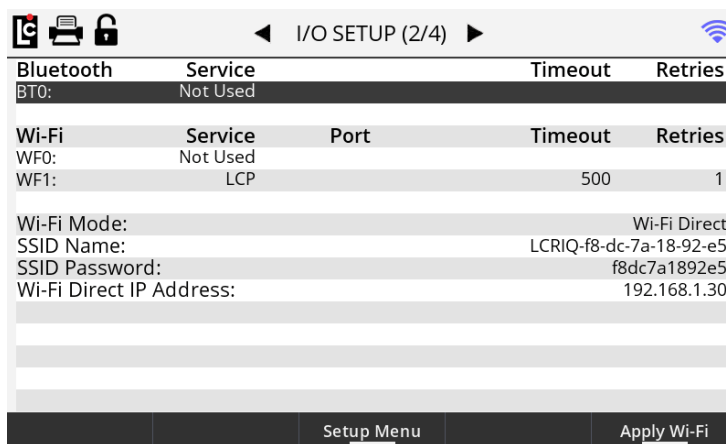 LC
I/O SETUP (2/4)
Bluetooth Service Timeout Retries
BT0: Not Used
Wi-Fi Service Port Timeout Retries
WF0: Not Used
WF1: LCP 500 1
Wi-Fi Mode: Wi-Fi Direct
SSID Name: LCRIQ-f8-dc-7a-18-92-e5
SSID Password: f8dc7a1892e5
Wi-Fi Direct IP Address: 192.168.1.30
Setup Menu Apply Wi-Fi